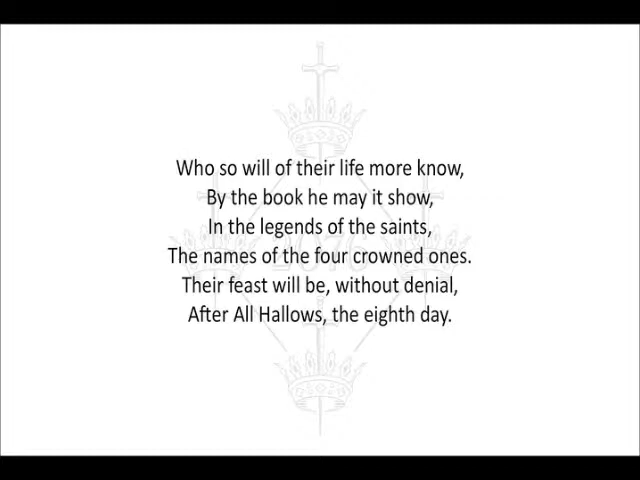 Who so will of their life more know,
By the book he may it show,
In the legends of the saints,
The names of the four crowned ones.
Their feast will be, without denial,
After All Hallows, the eighth day.
2076